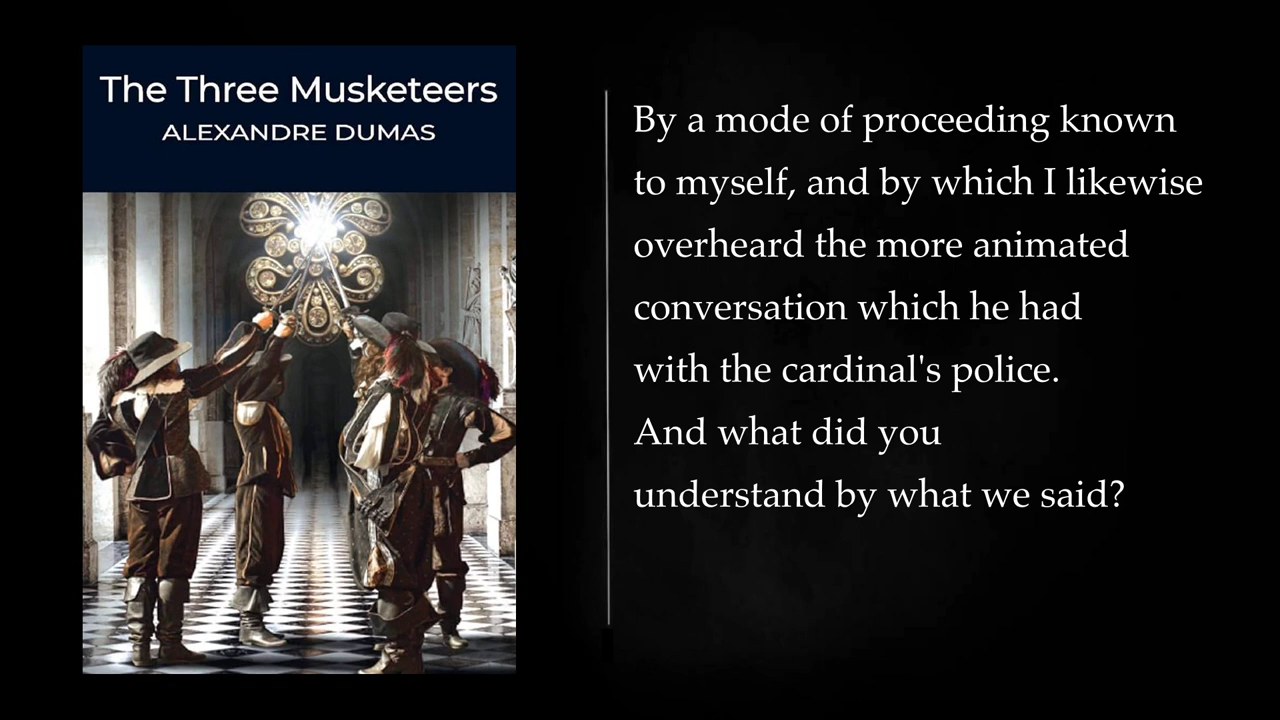 The Three Musketeers
ALEXANDRE DUMAS
By a mode of proceeding known
to myself, and by which I likewise
overheard the more animated
conversation which he had
with the cardinal's police.
And what did you
understand by what we said?